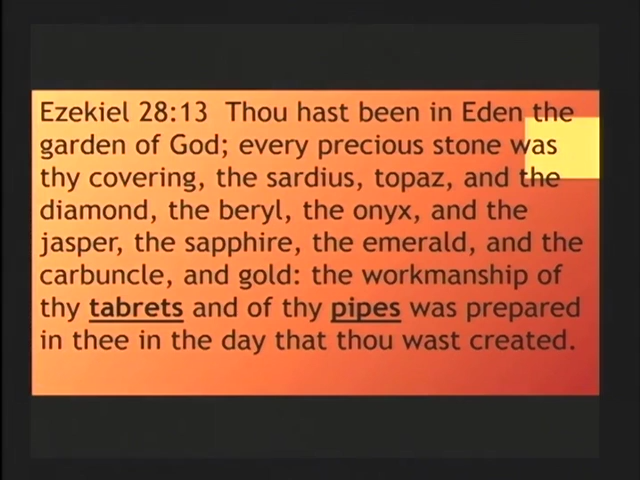 Ezekiel 28:13  Thou hast been in Eden the
garden of God; every precious stone was
thy covering, the sardius, topaz, and the
diamond, the beryl, the onyx, and the
jasper, the sapphire, the emerald, and the
carbuncle, and gold: the workmanship of
thy tabrets and of thy pipes was prepared
in thee in the day that thou wast created.